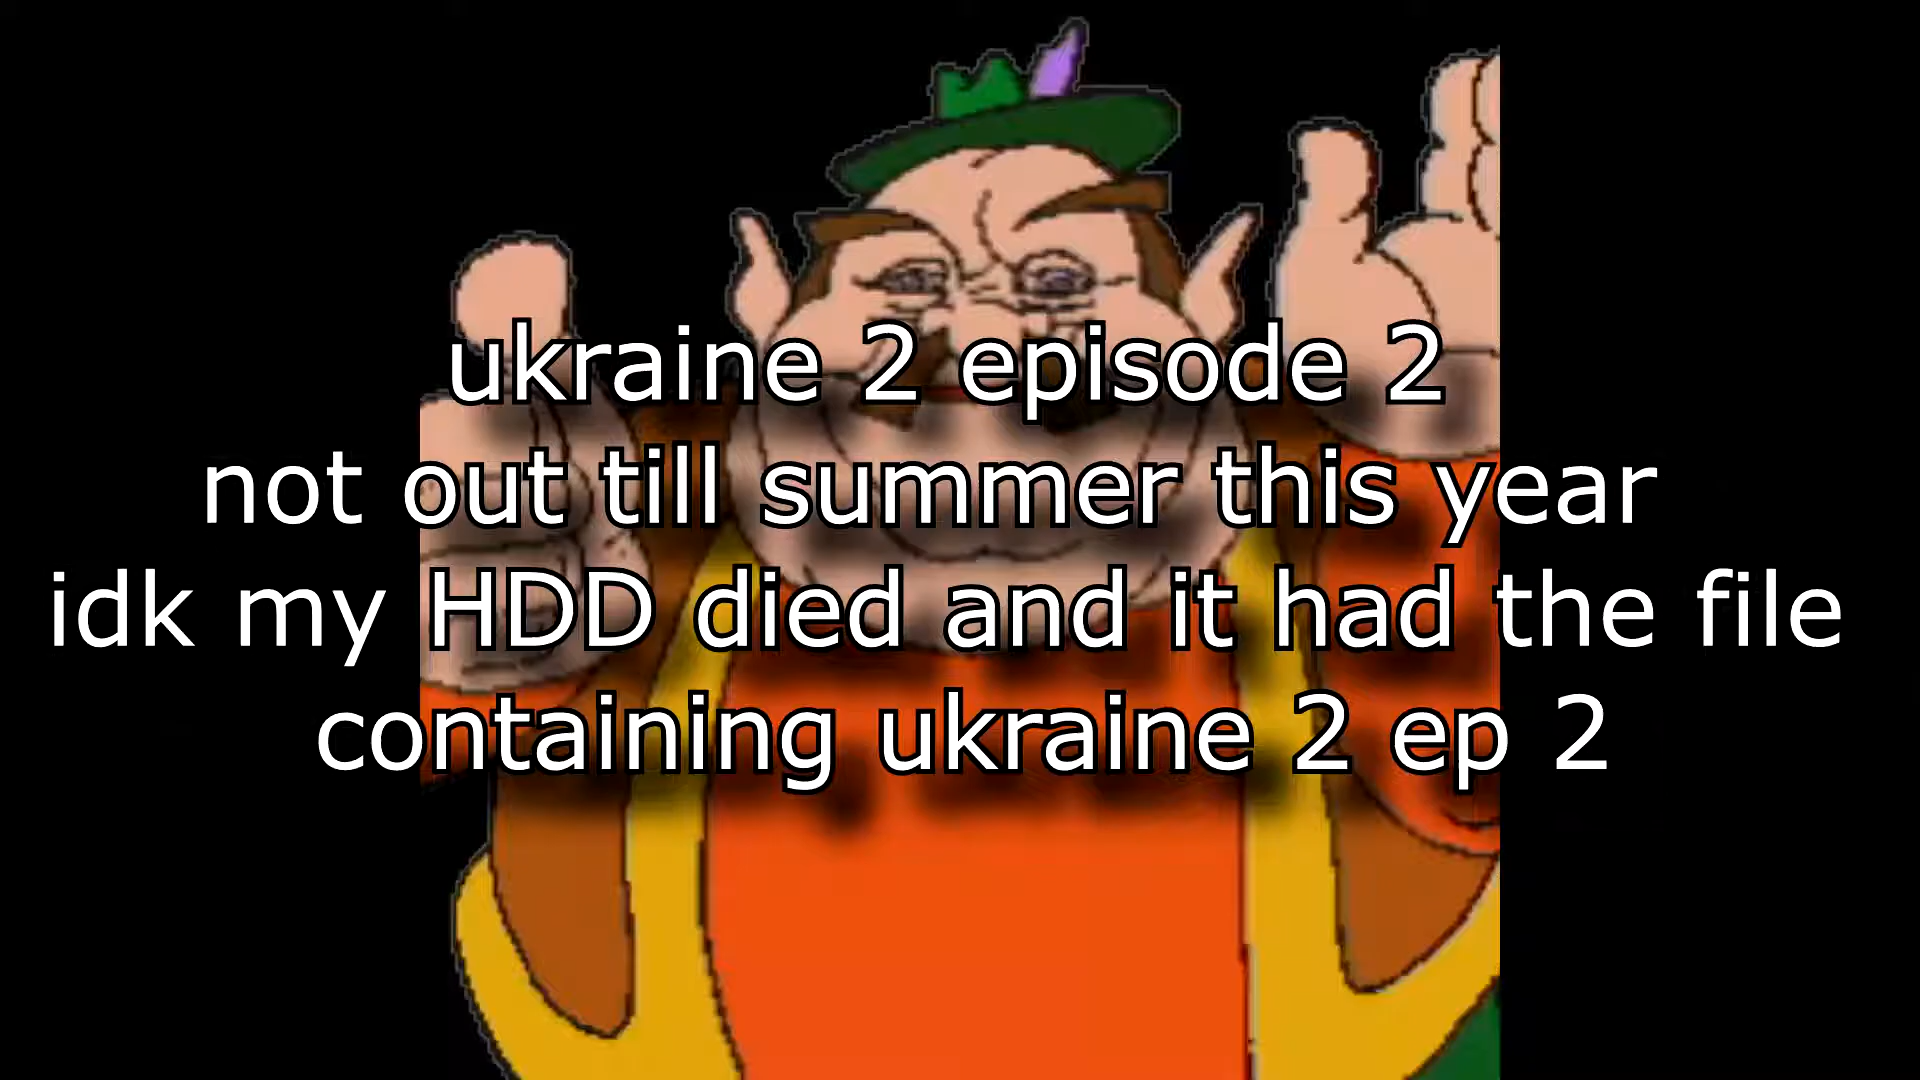 ukraine 2 episode 2
not out till summer this year
idk my HDD died and it had the file
containing ukraine 2 ep 2